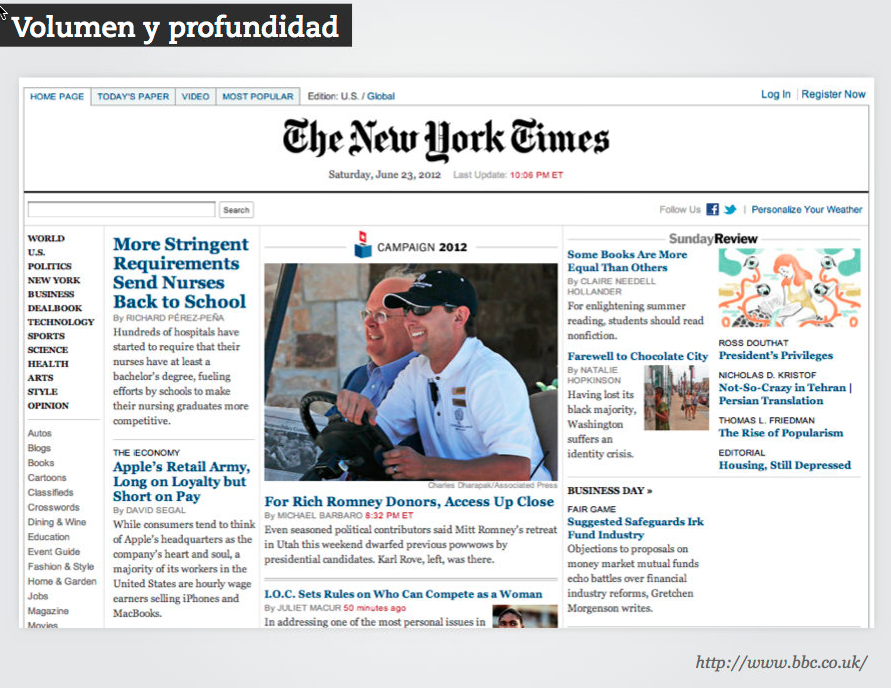 Volumen y profundidad
HOME PAGE TODAY'S PAPER VIDEO MOST POPULAR Edition: U.S. / Global
Log In Register Now
The New York Times
Saturday, June 23, 2012 Last Update: 10:06 PM ET
Search
Follow Us | Personalize Your Weather
WORLD
U.S.
POLITICS
NEW YORK
BUSINESS
DEALBOOK
TECHNOLOGY
SPORTS
SCIENCE
HEALTH
ARTS
STYLE
OPINION
Autos
Blogs
Books
Cartoons
Classifieds
Crosswords
Dining & Wine
Education
Event Guide
Fashion & Style
Home & Garden
Jobs
Magazine
Movies
More Stringent
Requirements
Send Nurses
Back to School
By RICHARD PÉREZ-PEÑA
Hundreds of hospitals have
started to require that their
nurses have at least a
bachelor's degree, fueling
efforts by schools to make
their nursing graduates more
competitive.
THE iECONOMY
Apple's Retail Army,
Long on Loyalty but
Short on Pay
By DAVID SEGAL
While consumers tend to think
of Apple's headquarters as the
company's heart and soul, a
majority of its workers in the
United States are hourly wage
earners selling iPhones and
MacBooks.
CAMPAIGN 2012
Charles Dharapak/Associated Press
For Rich Romney Donors, Access Up Close
By MICHAEL BARBARO 8:32 PM ET
Even seasoned political contributors said Mitt Romney's retreat
in Utah this weekend dwarfed previous powwows by
presidential candidates. Karl Rove, left, was there.
I.O.C. Sets Rules on Who Can Compete as a Woman
By JULIET MACUR 50 minutes ago
In addressing one of the most personal issues in
SundayReview
Some Books Are More
Equal Than Others
By CLAIRE NEEDELL
HOLLANDER
For enlightening summer
reading, students should read
nonfiction.
Farewell to Chocolate City
By NATALIE
HOPKINSON
Having lost its
black majority,
Washington
suffers an
identity crisis.
ROSS DOUTHAT
President's Privileges
NICHOLAS D. KRISTOF
Not-So-Crazy in Tehran |
Persian Translation
THOMAS L. FRIEDMAN
The Rise of Popularism
EDITORIAL
Housing, Still Depressed
BUSINESS DAY »
FAIR GAME
Suggested Safeguards Irk
Fund Industry
Objections to proposals on
money market mutual funds
echo battles over financial
industry reforms, Gretchen
Morgenson writes.
http://www.bbc.co.uk/